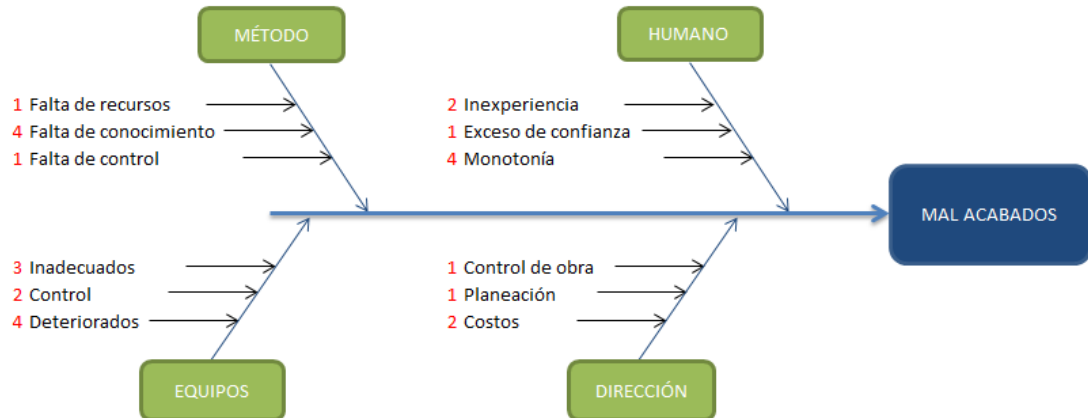 MÉTODO
1 Falta de recursos
4 Falta de conocimiento
1 Falta de control
HUMANO
2 Inexperiencia
1 Exceso de confianza
4 Monotonía
MAL ACABADOS
3 Inadecuados
2 Control
4 Deteriorados
EQUIPOS
1 Control de obra
1 Planeación
2 Costos
DIRECCIÓN